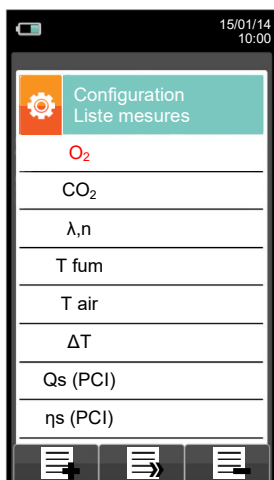 15/01/14
10:00
Configuration
Liste mesures
O₂
CO₂
λ,n
T fum
T air
ΔT
Qs (PCI)
ηs (PCI)